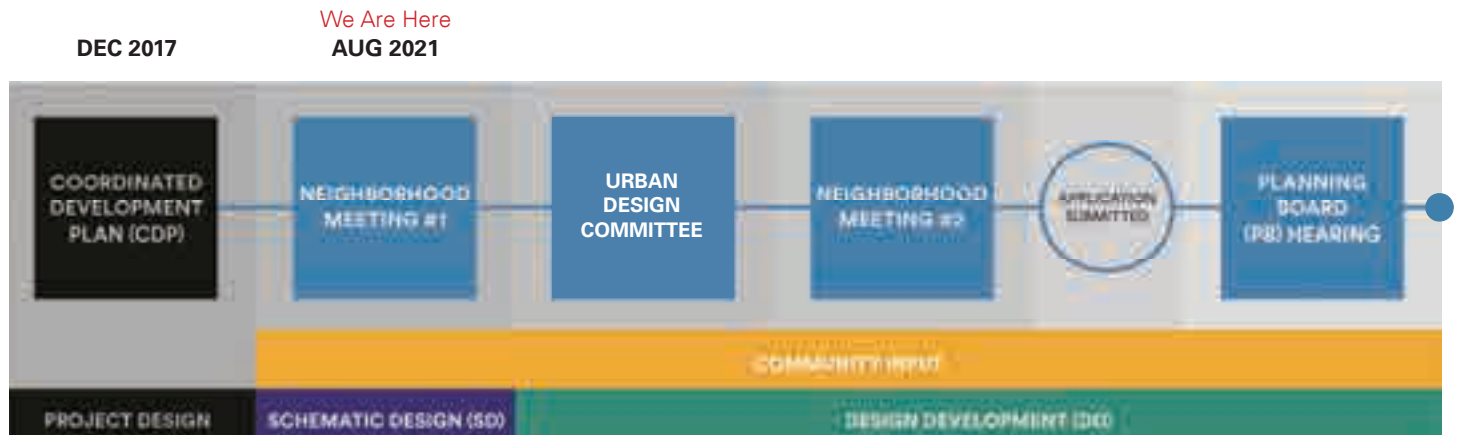 We Are Here
DEC 2017
AUG 2021
COORDINATED
DEVELOPMENT
PLAN (CDP)
NEIGHBORHOOD
MEETING #1
URBAN
DESIGN
COMMITTEE
NEIGHBORHOOD
MEETING #2
APPLICATION
SUBMITTED
PLANNING
BOARD
(PB) HEARING
COMMUNITY INPUT
PROJECT DESIGN
SCHEMATIC DESIGN (SD)
DESIGN DEVELOPMENT (DD)